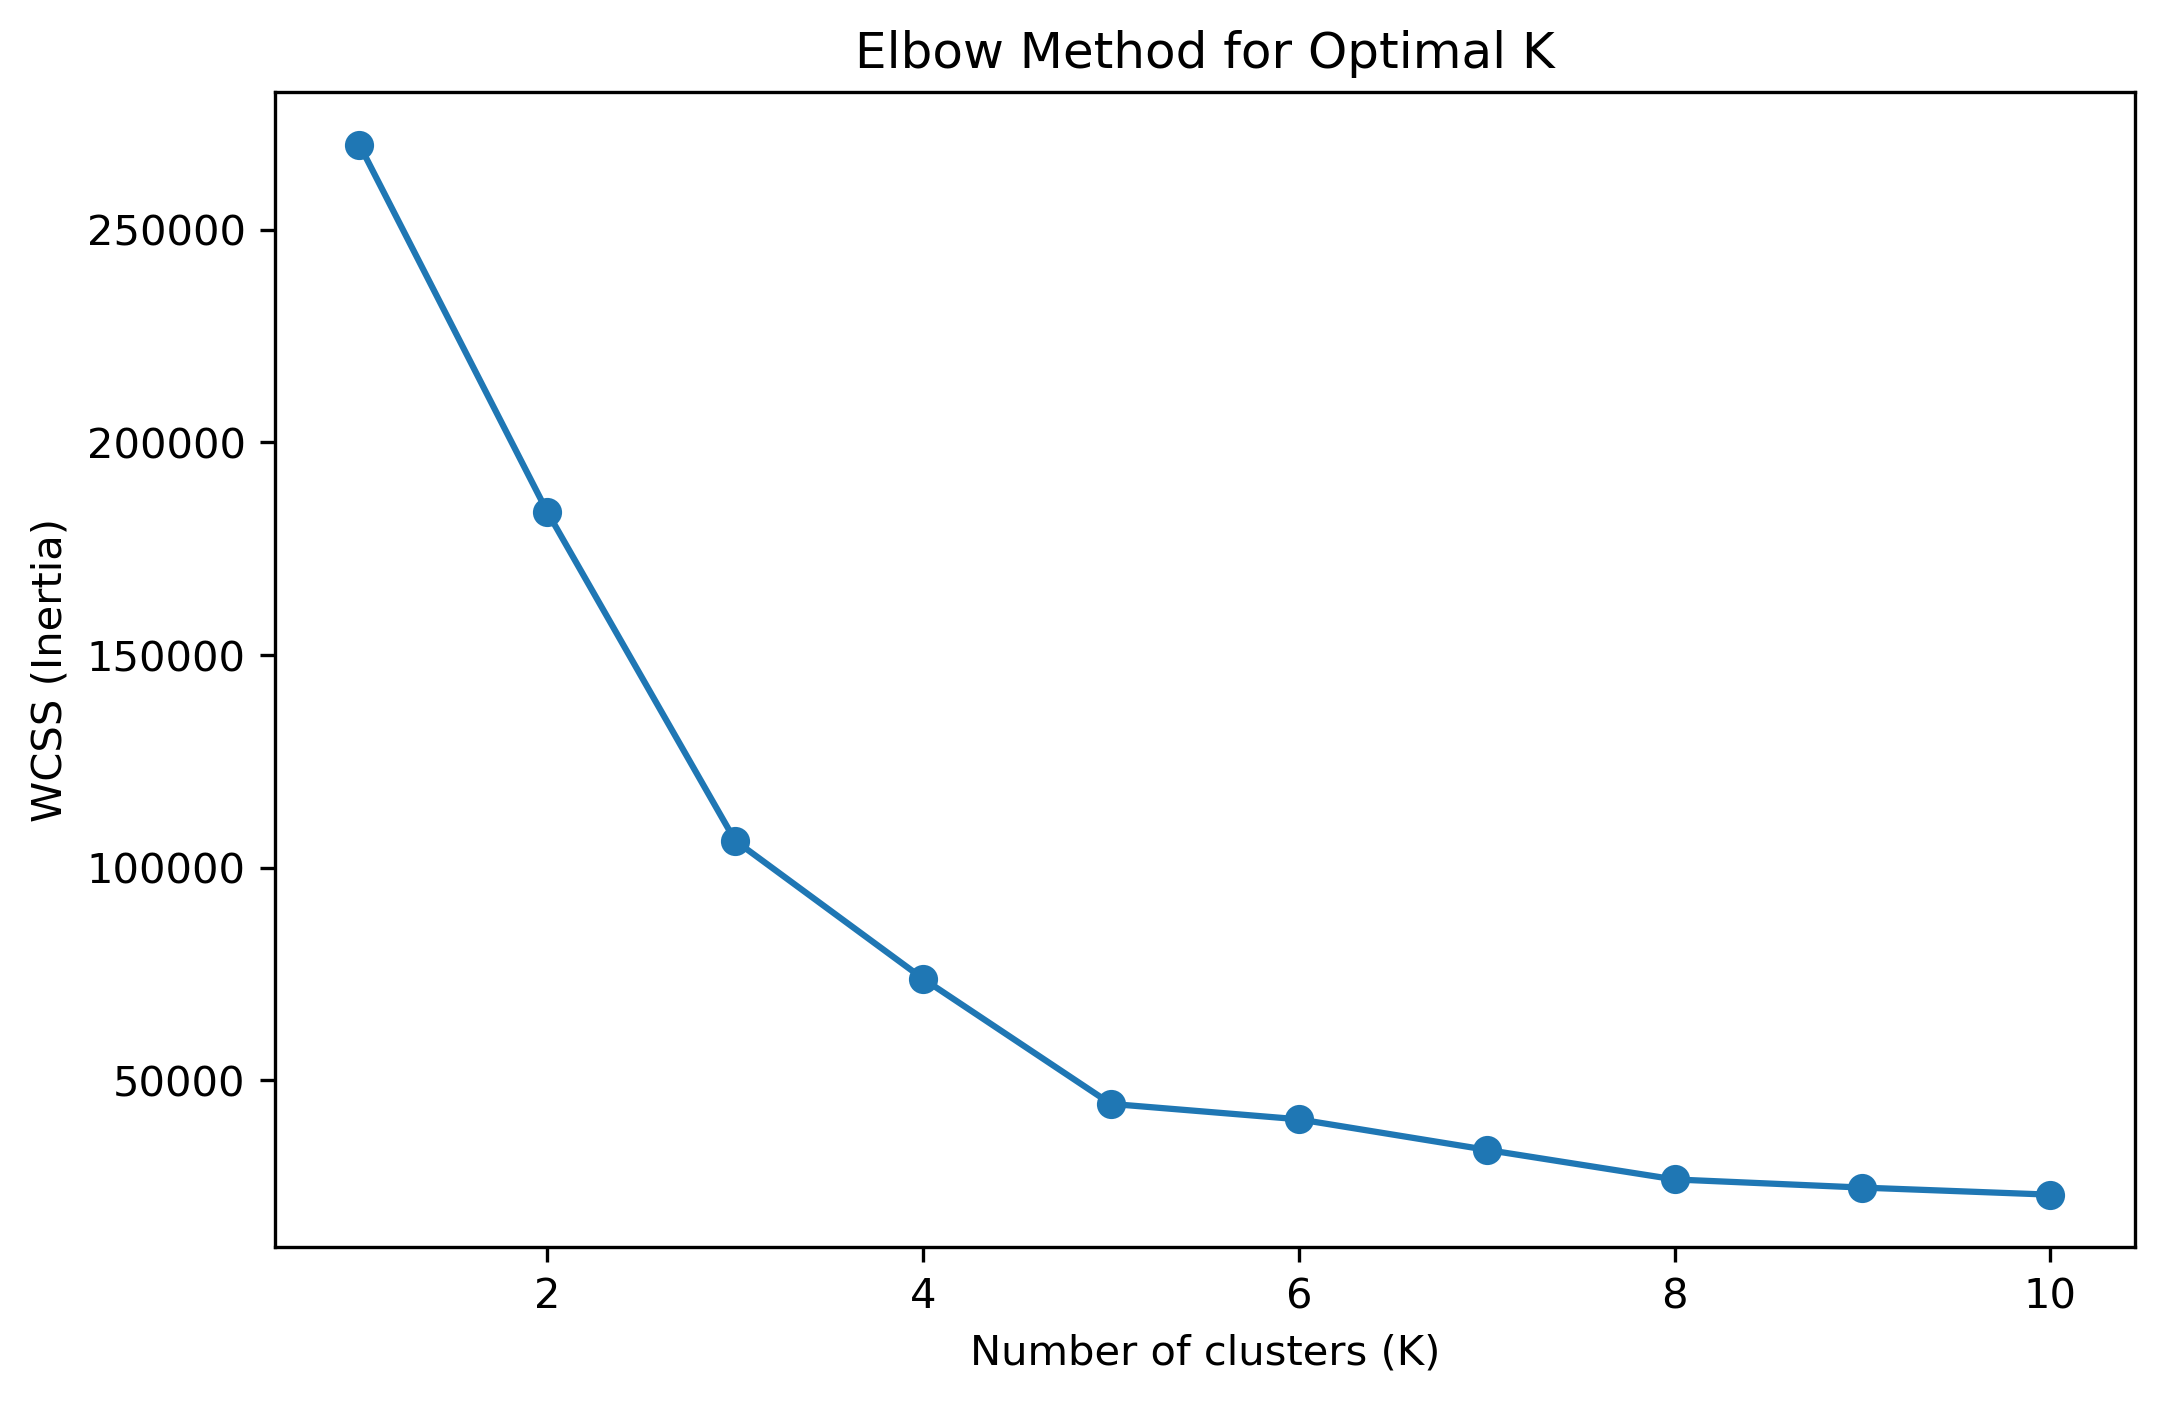 Elbow Method for Optimal K
WCSS (Inertia)
250000
200000
150000
100000
50000
2 4 6 8 10
Number of clusters (K)